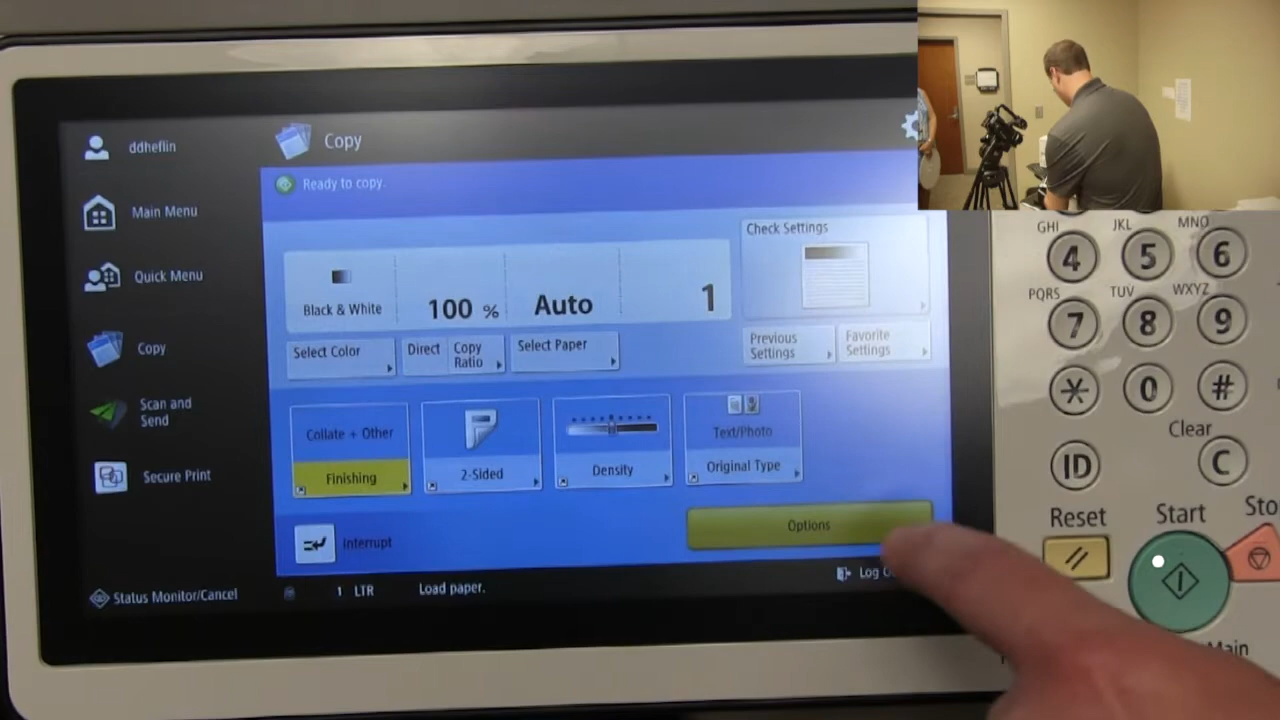 ddheflin
Copy
Ready to copy.
Main Menu
Check Settings
Quick Menu
Black & White
100 %
Auto
1
Select Color
Direct
Copy
Ratio
Select Paper
Previous
Settings
Favorite
Settings
Copy
Scan and
Send
Collate + Other
Finishing
2-Sided
Density
Text/Photo
Original Type
Secure Print
Options
Interrupt
Status Monitor/Cancel
1 LTR
Load paper.
Log
GHI
4
JKL
5
MNO
6
PQRS
7
TUV
8
WXYZ
9
*
0
#
Clear
ID
C
Reset
Start
Sto
Main